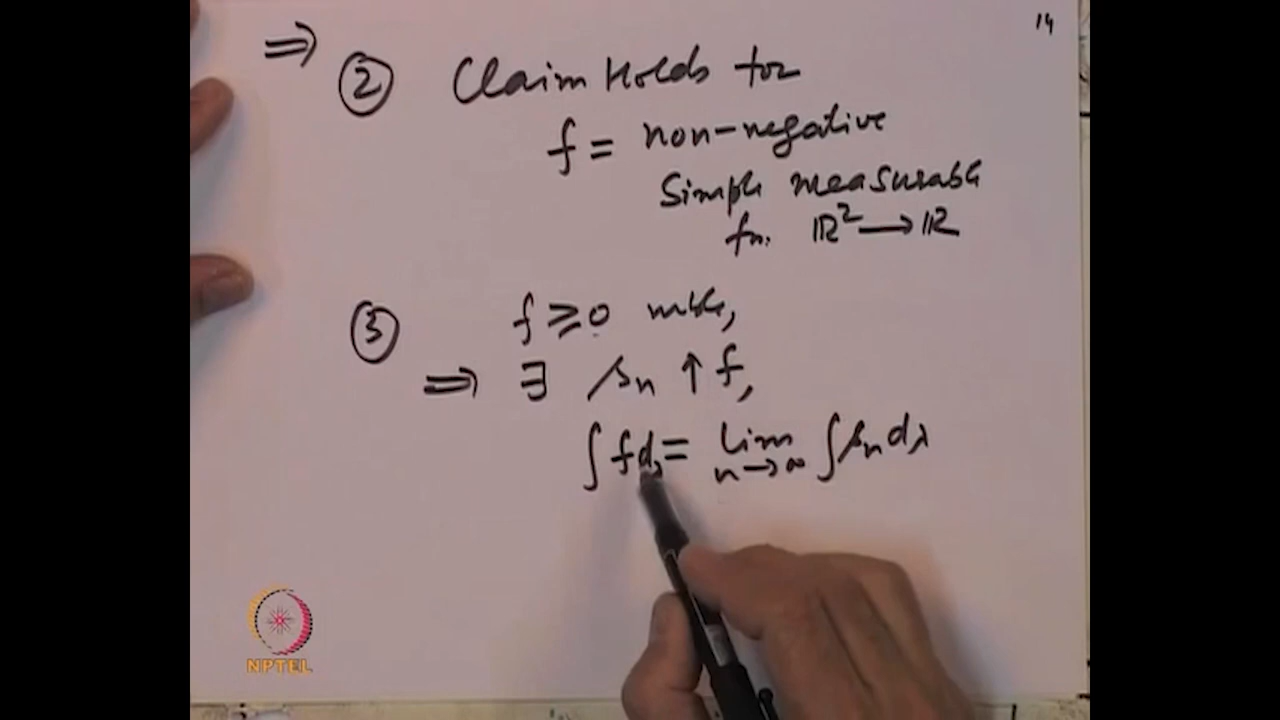 14
⇒ ② Claim Holds for
f = non-negative
Simple measurable
fn. ℝ² → ℝ
③ f ≥ 0 mble,
⇒ ∃ sₙ ↑ f,
∫ f dλ = lim_{n→∞} ∫ sₙ dλ
NPTEL